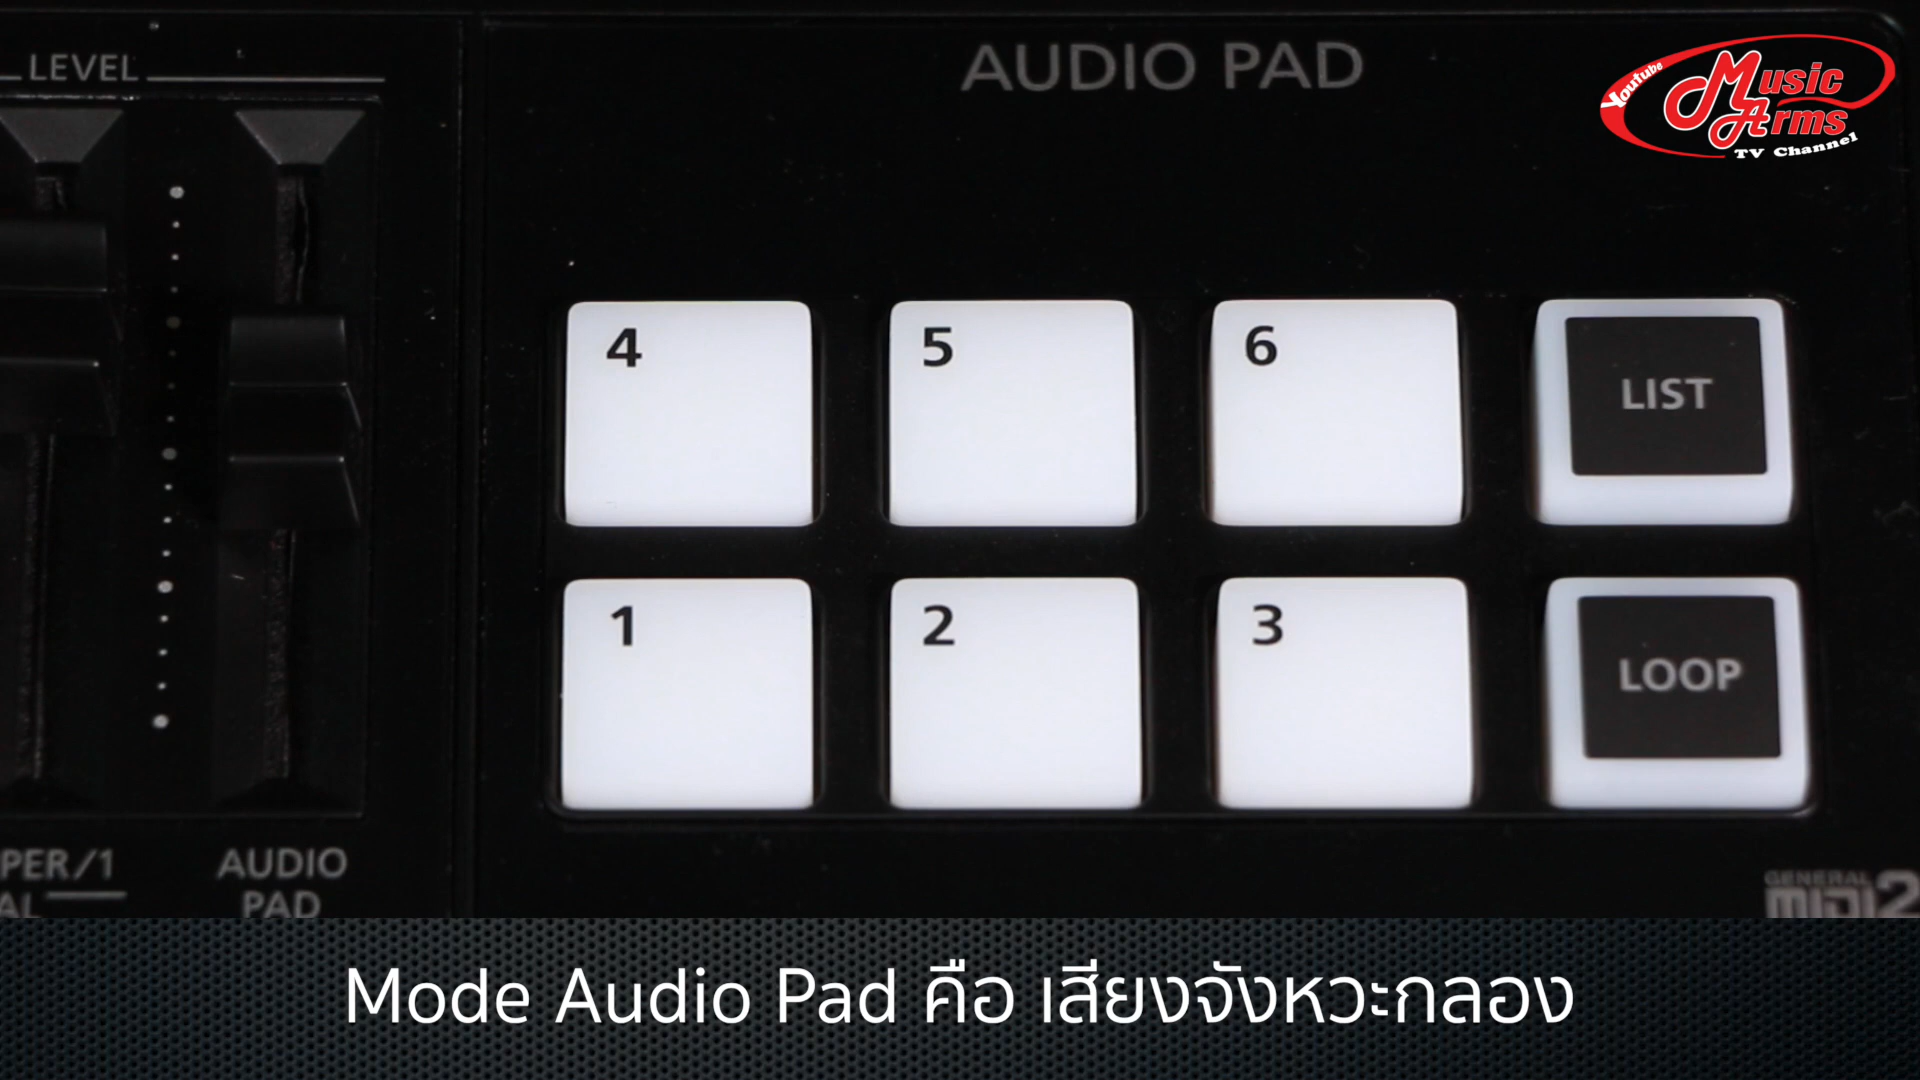 LEVEL
AUDIO PAD
Youtube
Music
Arms
TV Channel
4
5
6
LIST
1
2
3
LOOP
PER/1
AL
AUDIO
PAD
GENERAL
MIDI2
Mode Audio Pad คือ เสียงจังหวะกลอง